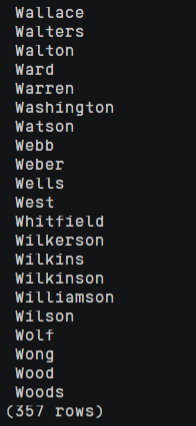 Wallace
Walters
Walton
Ward
Warren
Washington
Watson
Webb
Weber
Wells
West
Whitfield
Wilkerson
Wilkins
Wilkinson
Williamson
Wilson
Wolf
Wong
Wood
Woods
(357 rows)